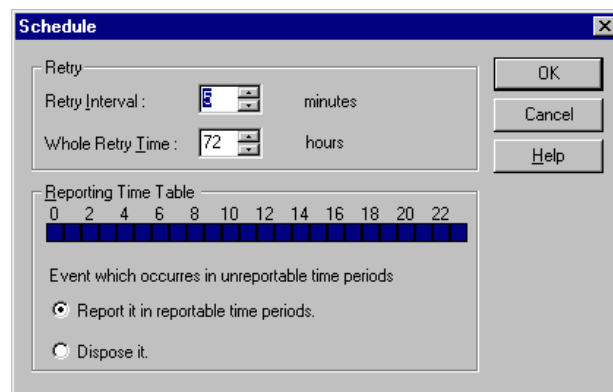 Schedule
Retry
Retry Interval : 5 minutes
Whole Retry Time : 72 hours
OK
Cancel
Help
Reporting Time Table
0 2 4 6 8 10 12 14 16 18 20 22
Event which occurres in unreportable time periods
Report it in reportable time periods.
Dispose it.